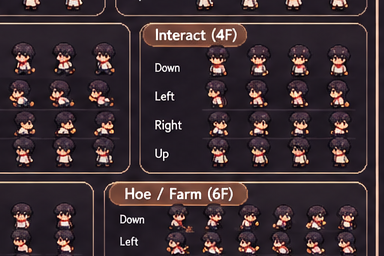 Interact (4F)
Down
Left
Right
Up
Hoe / Farm (6F)
Down
Left